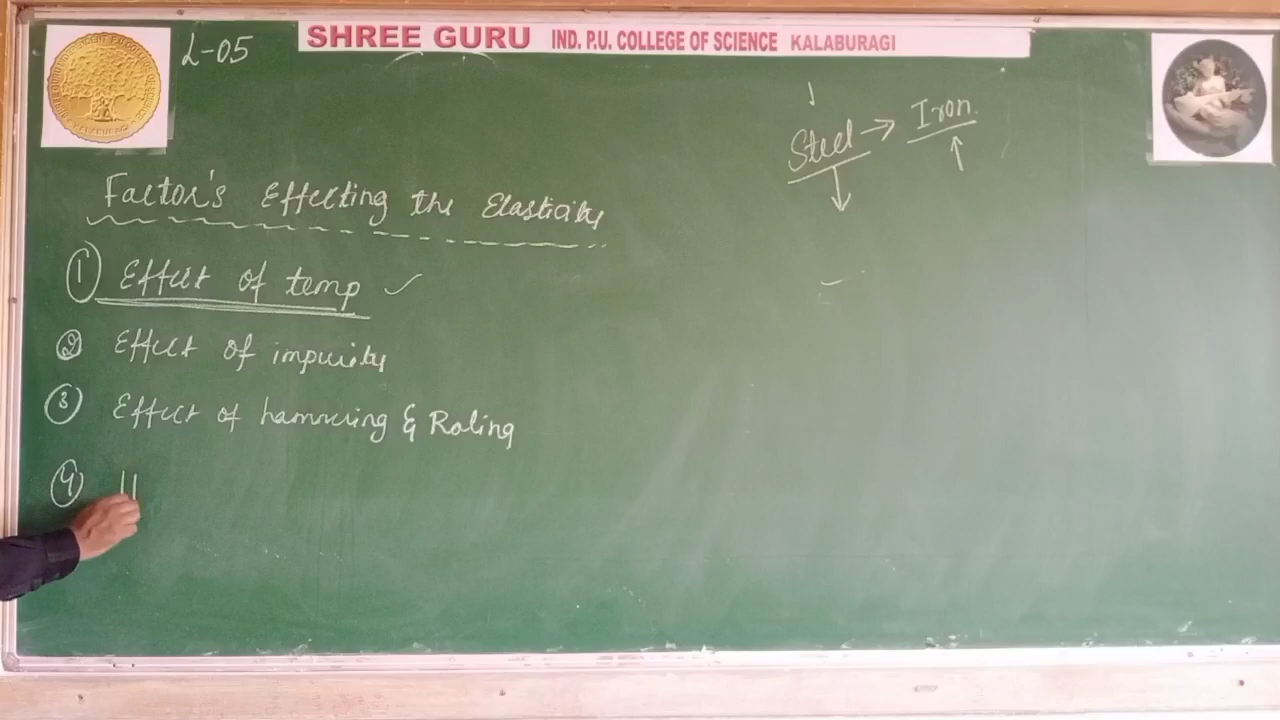 SHREE GURU IND. P.U. COLLEGE OF SCIENCE KALABURAGI
L-05
Steel → Iron.
Factor's Effecting the Elasticity
① Effect of temp ✓
② Effect of impurity
③ Effect of hammering & Roling
④ 11